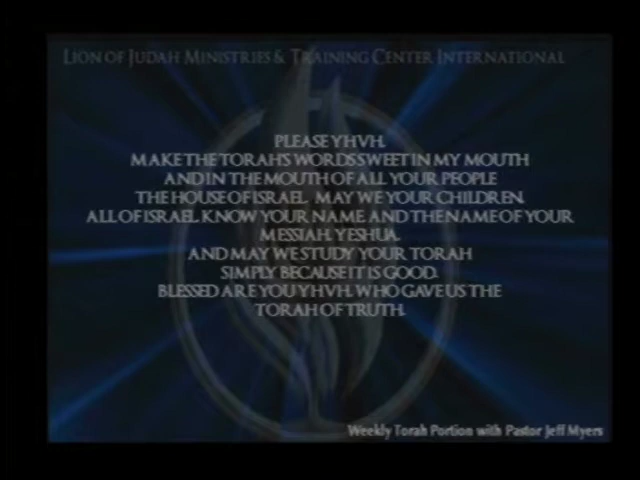 Lion of Judah Ministries & Training Center International
PLEASE YHVH.
MAKE THE TORAH'S WORDS SWEET IN MY MOUTH
AND IN THE MOUTH OF ALL YOUR PEOPLE
THE HOUSE OF ISRAEL. MAY WE YOUR CHILDREN.
ALL OF ISRAEL KNOW YOUR NAME. AND THE NAME OF YOUR
MESSIAH. YESHUA.
AND MAY WE STUDY YOUR TORAH
SIMPLY BECAUSE IT IS GOOD.
BLESSED ARE YOU YHVH. WHO GAVE US THE
TORAH OF TRUTH.
Weekly Torah Portion with Pastor Jeff Myers